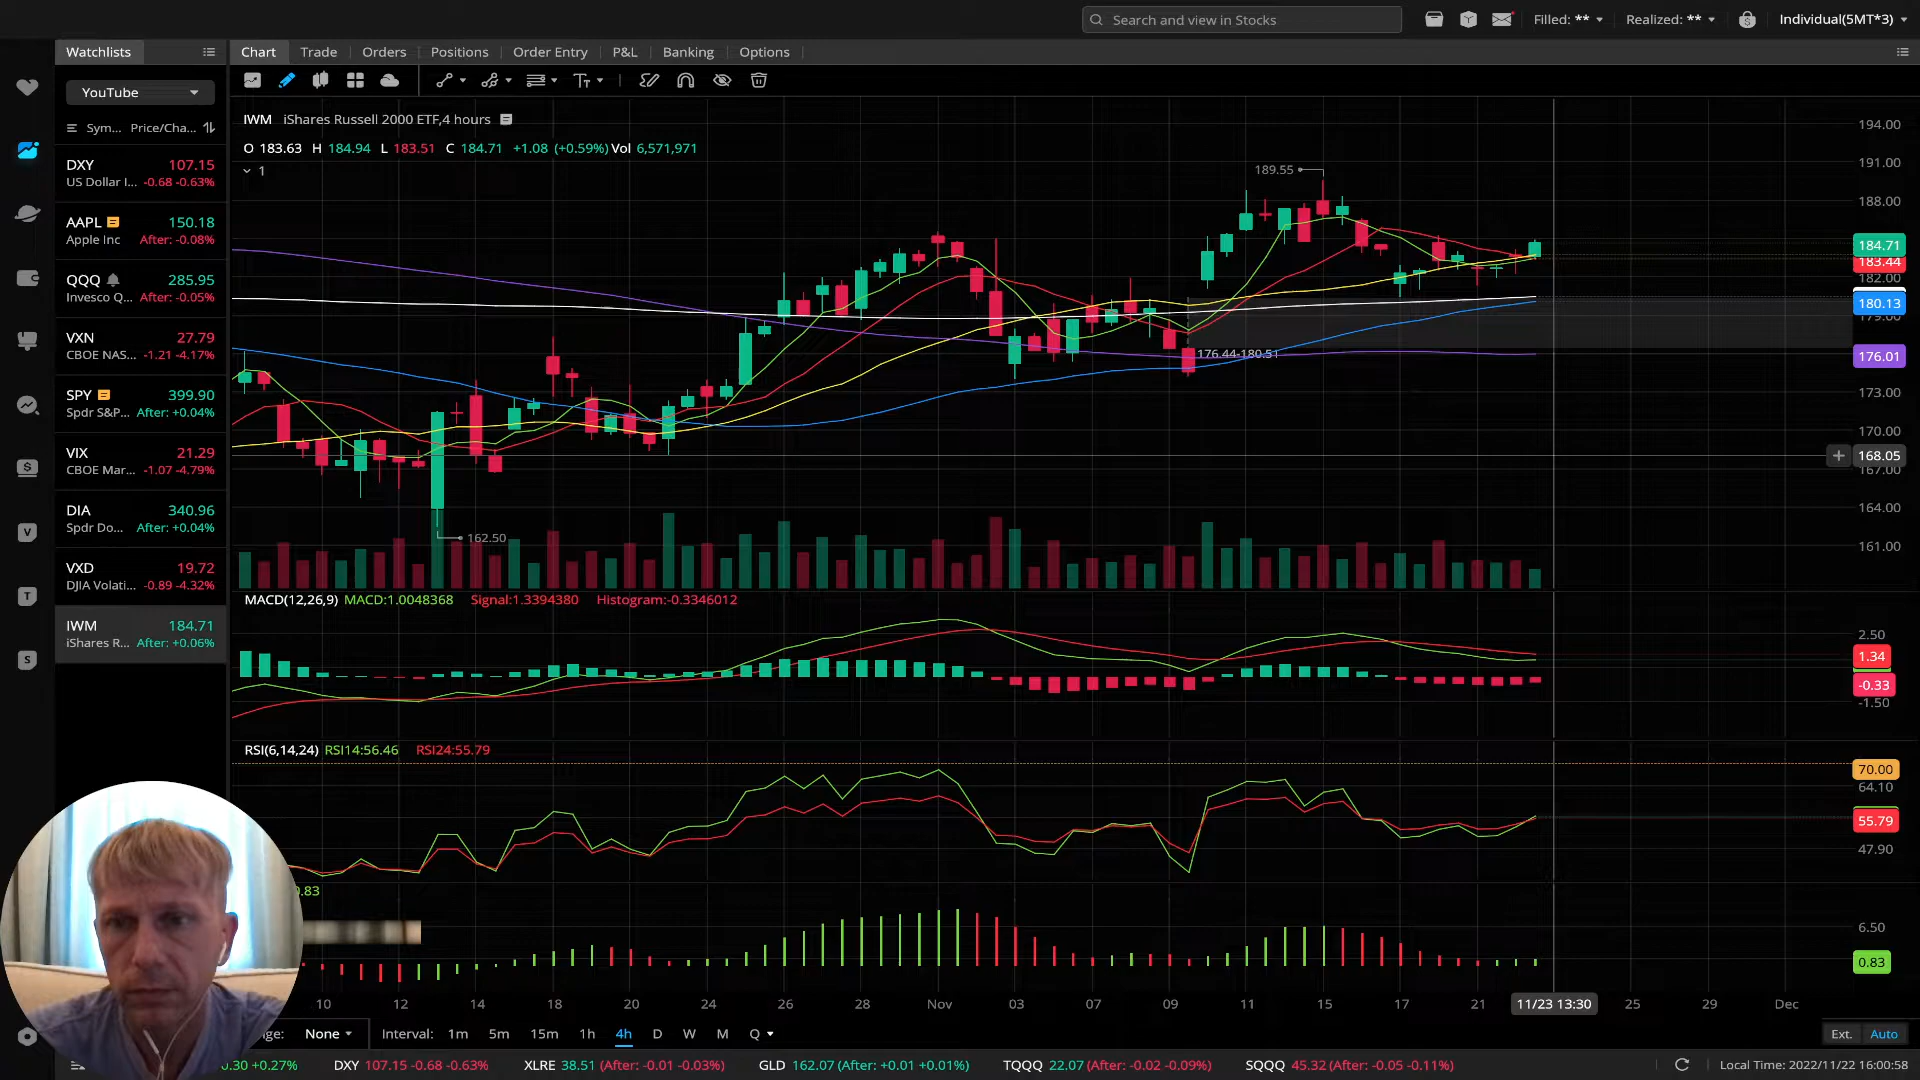 Search and view in Stocks
Filled: **
Realized: **
Individual(5MT*3)
Watchlists
Chart Trade Orders Positions Order Entry P&L Banking Options
YouTube
Sym... Price/Cha...
DXY 107.15
US Dollar I... -0.68 -0.63%
AAPL 150.18
Apple Inc After: -0.08%
QQQ 285.95
Invesco Q... After: -0.05%
VXN 27.79
CBOE NAS... -1.21 -4.17%
SPY 399.90
Spdr S&P... After: +0.04%
VIX 21.29
CBOE Mar... -1.07 -4.79%
DIA 340.96
Spdr Do... After: +0.04%
VXD 19.72
DJIA Volati... -0.89 -4.32%
IWM 184.71
iShares R... After: +0.06%
IWM iShares Russell 2000 ETF,4 hours
O 183.63 H 184.94 L 183.51 C 184.71 +1.08 (+0.59%) Vol 6,571,971
1
189.55
176.44-180.51
162.50
194.00
191.00
188.00
184.71
183.44
182.00
180.13
179.00
176.01
173.00
170.00
168.05
167.00
164.00
161.00
MACD(12,26,9) MACD:1.0048368 Signal:1.3394380 Histogram:-0.3346012
2.50
1.34
-0.33
-1.50
RSI(6,14,24) RSI14:56.46 RSI24:55.79
70.00
64.10
55.79
47.90
0.83
6.50
0.83
10 12 14 18 20 24 26 28 Nov 03 07 09 11 15 17 21 11/23 13:30 25 29 Dec
ge: None Interval: 1m 5m 15m 1h 4h D W M Q
Ext. Auto
0.30 +0.27% DXY 107.15 -0.68 -0.63% XLRE 38.51 (After: -0.01 -0.03%) GLD 162.07 (After: +0.01 +0.01%) TQQQ 22.07 (After: -0.02 -0.09%) SQQQ 45.32 (After: -0.05 -0.11%)
Local Time: 2022/11/22 16:00:58